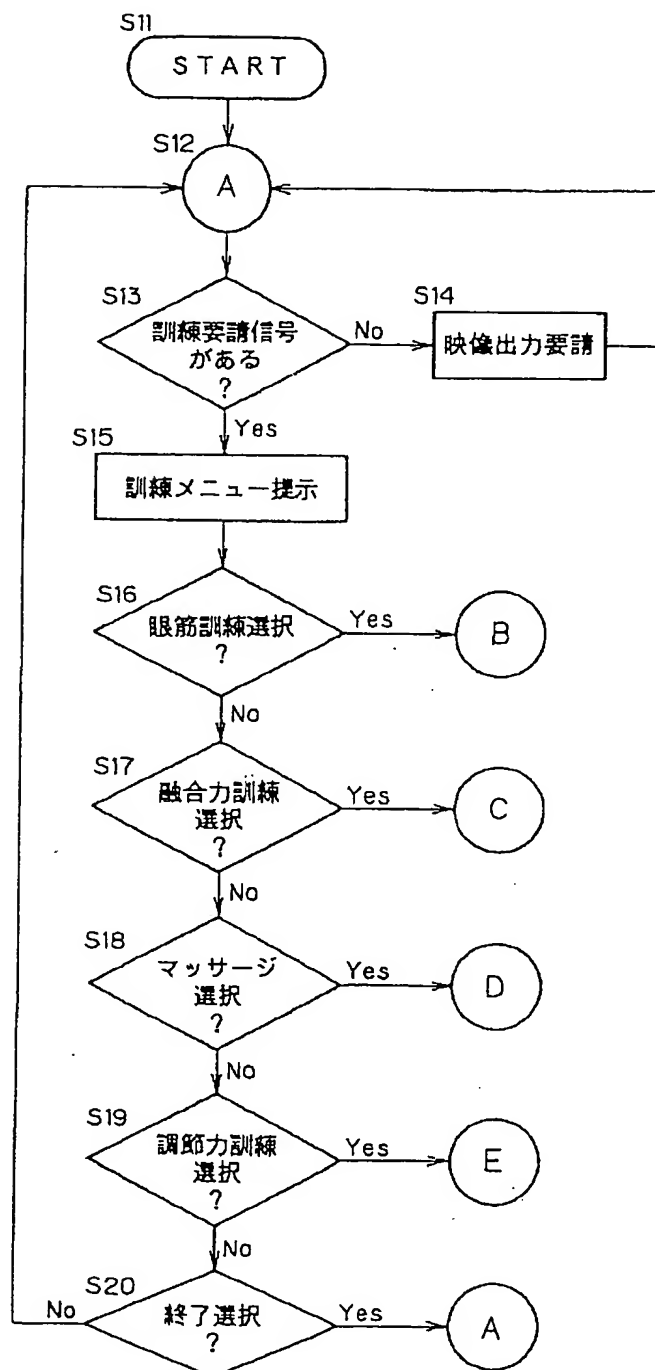 S11
START
S12
A
S13
訓練要請信号
がある
?
No
S14
映像出力要請
Yes
S15
訓練メニュー提示
S16
眼筋訓練選択
?
Yes
B
No
S17
融合力訓練
選択
?
Yes
C
No
S18
マッサージ
選択
?
Yes
D
No
S19
調節力訓練
選択
?
Yes
E
No
S20
No
終了選択
?
Yes
A